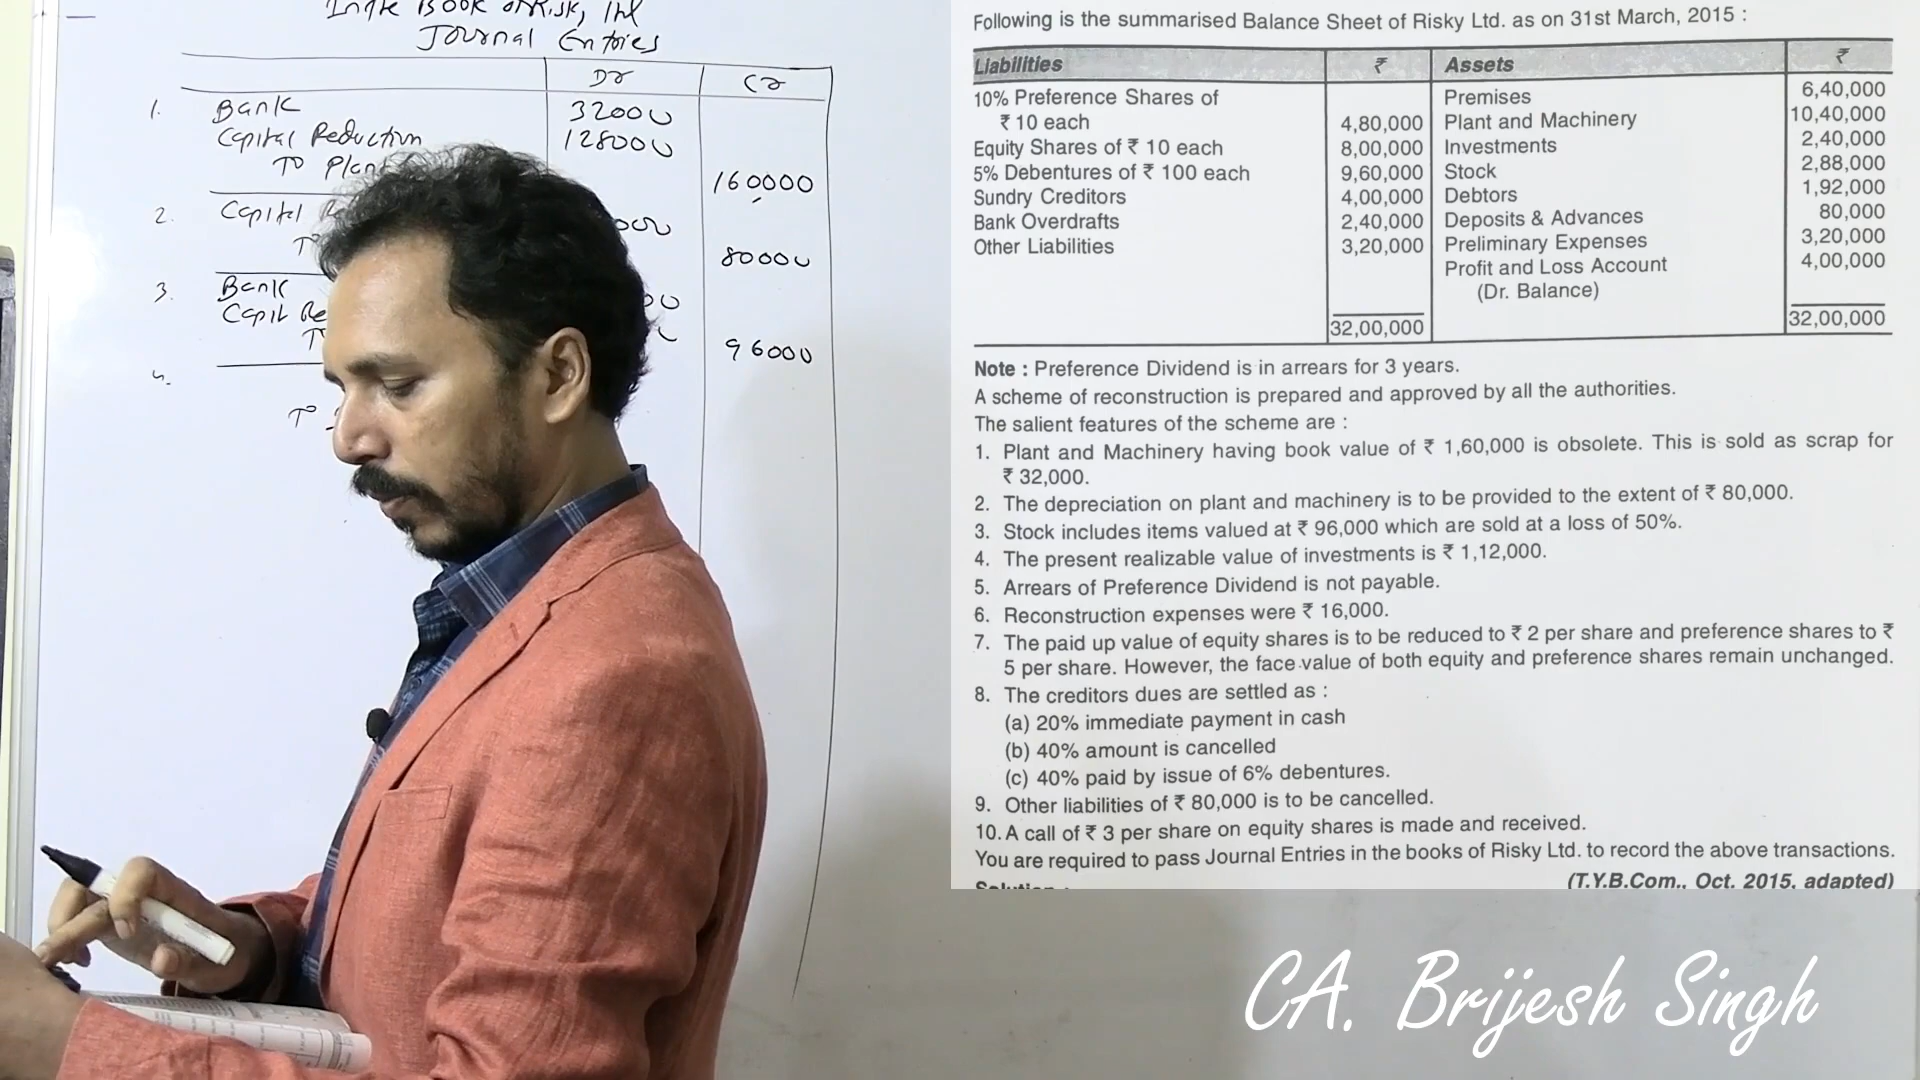 Journal Entries
Dr Cr
1. Bank 32000
Capital Reduction 128000
To Plan
160000
2. Capital
80000
3. Bank
96000
4.
To
Following is the summarised Balance Sheet of Risky Ltd. as on 31st March, 2015 :
Liabilities ₹ Assets ₹
10% Preference Shares of Premises 6,40,000
₹ 10 each 4,80,000 Plant and Machinery 10,40,000
Equity Shares of ₹ 10 each 8,00,000 Investments 2,40,000
5% Debentures of ₹ 100 each 9,60,000 Stock 2,88,000
Sundry Creditors 4,00,000 Debtors 1,92,000
Bank Overdrafts 2,40,000 Deposits & Advances 80,000
Other Liabilities 3,20,000 Preliminary Expenses 3,20,000
Profit and Loss Account 4,00,000
(Dr. Balance)
32,00,000 32,00,000
Note : Preference Dividend is in arrears for 3 years.
A scheme of reconstruction is prepared and approved by all the authorities.
The salient features of the scheme are :
1. Plant and Machinery having book value of ₹ 1,60,000 is obsolete. This is sold as scrap for
₹ 32,000.
2. The depreciation on plant and machinery is to be provided to the extent of ₹ 80,000.
3. Stock includes items valued at ₹ 96,000 which are sold at a loss of 50%.
4. The present realizable value of investments is ₹ 1,12,000.
5. Arrears of Preference Dividend is not payable.
6. Reconstruction expenses were ₹ 16,000.
7. The paid up value of equity shares is to be reduced to ₹ 2 per share and preference shares to ₹
5 per share. However, the face value of both equity and preference shares remain unchanged.
8. The creditors dues are settled as :
(a) 20% immediate payment in cash
(b) 40% amount is cancelled
(c) 40% paid by issue of 6% debentures.
9. Other liabilities of ₹ 80,000 is to be cancelled.
10. A call of ₹ 3 per share on equity shares is made and received.
You are required to pass Journal Entries in the books of Risky Ltd. to record the above transactions.
(T.Y.B.Com., Oct. 2015, adapted)
CA. Brijesh Singh